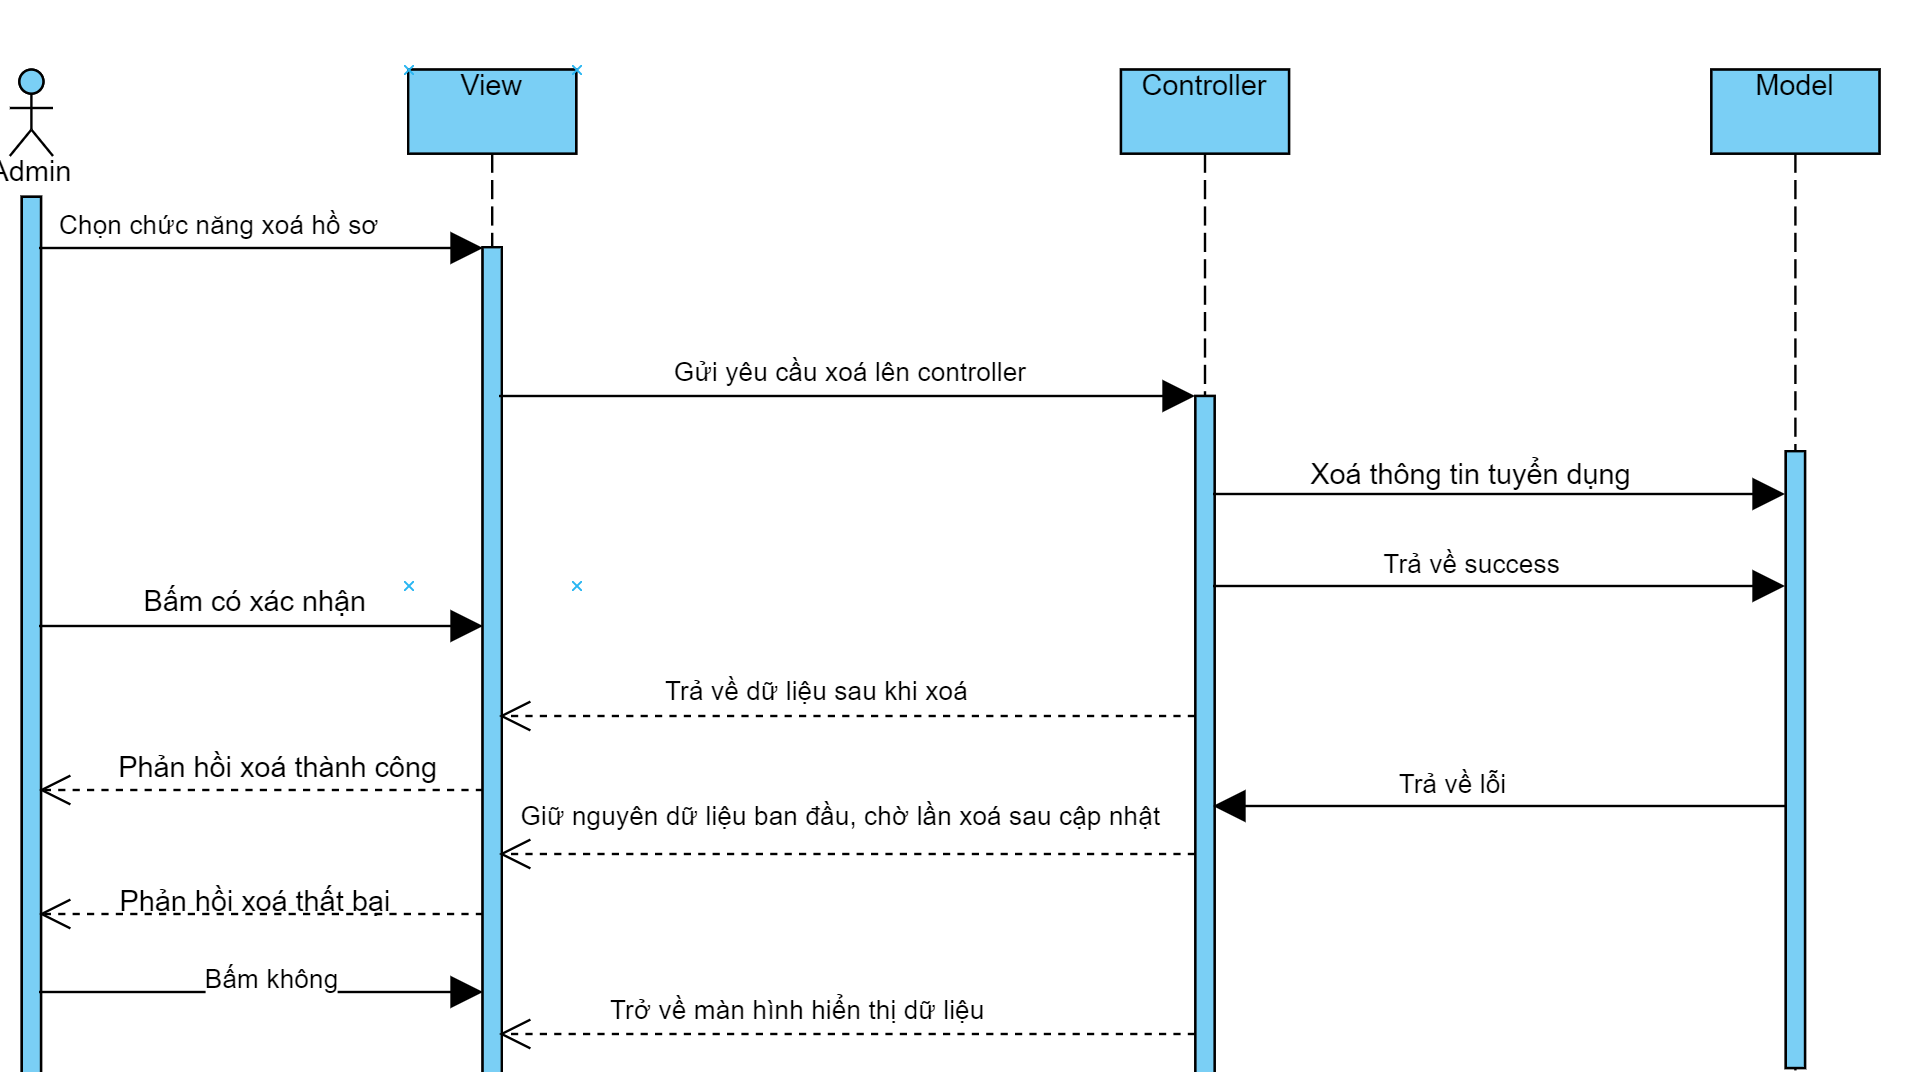 View
Controller
Model
Admin
Chọn chức năng xoá hồ sơ
Gửi yêu cầu xoá lên controller
Xoá thông tin tuyển dụng
Trả về success
Bấm có xác nhận
Trả về dữ liệu sau khi xoá
Phản hồi xoá thành công
Trả về lỗi
Giữ nguyên dữ liệu ban đầu, chờ lần xoá sau cập nhật
Phản hồi xoá thất bại
Bấm không
Trở về màn hình hiển thị dữ liệu